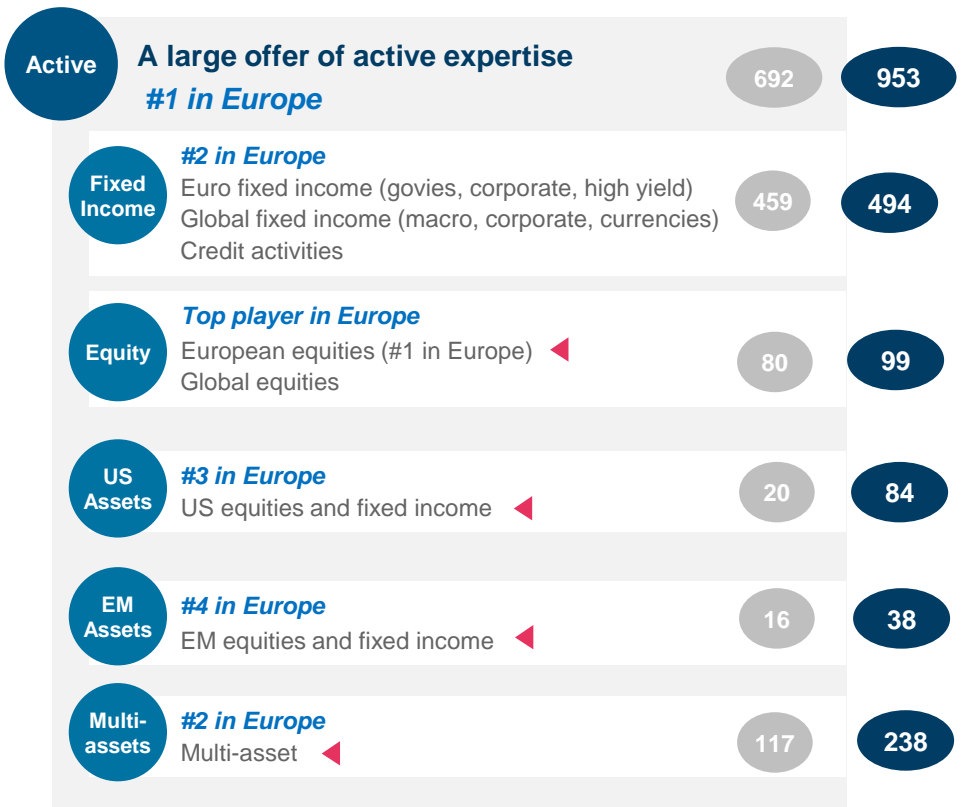 Active
A large offer of active expertise
#1 in Europe
692
953
Fixed
Income
#2 in Europe
Euro fixed income (govies, corporate, high yield)
Global fixed income (macro, corporate, currencies)
Credit activities
459
494
Equity
Top player in Europe
European equities (#1 in Europe)
Global equities
80
99
US
Assets
#3 in Europe
US equities and fixed income
20
84
EM
Assets
#4 in Europe
EM equities and fixed income
16
38
Multi-
assets
#2 in Europe
Multi-asset
117
238